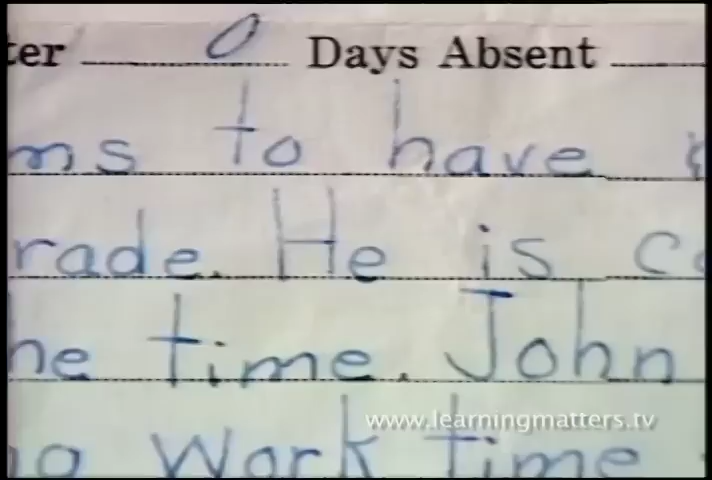 ter 0 Days Absent
ms to have
rade. He is
he time. John
www.learningmatters.tv
Work time